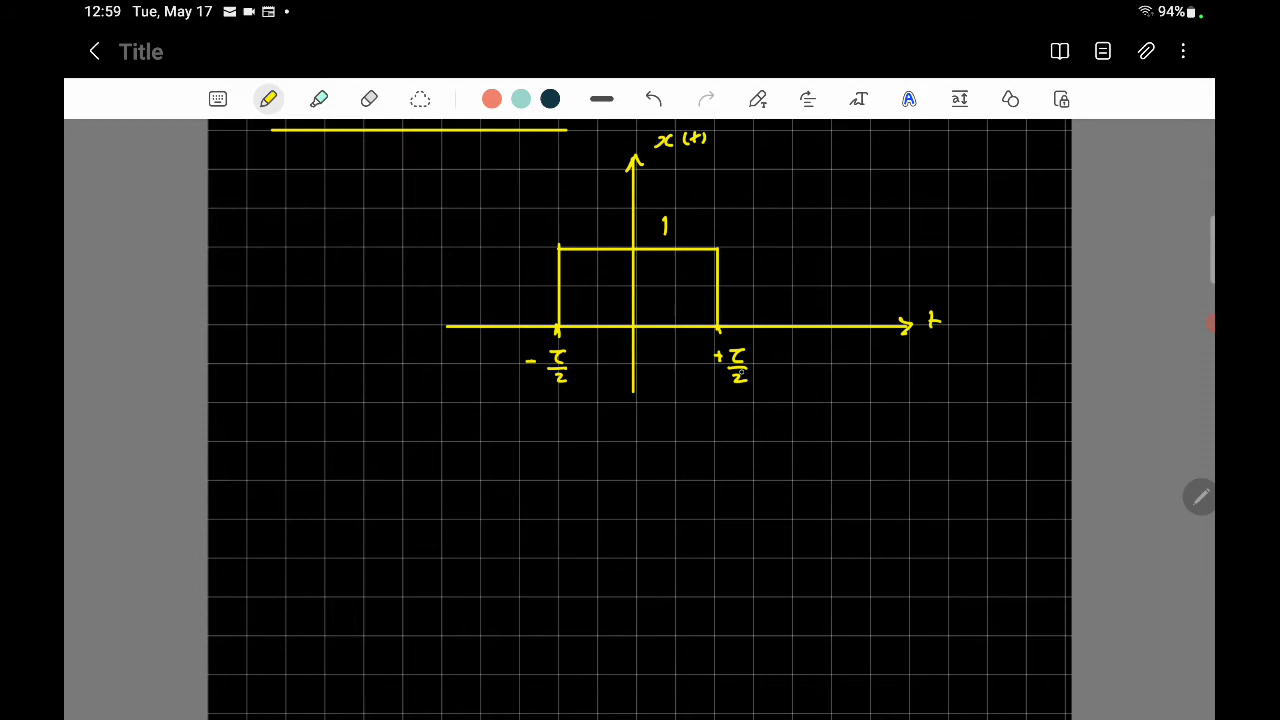 12:59 Tue, May 17
94%
Title
x(t)
1
t
- τ/2
+ τ/2